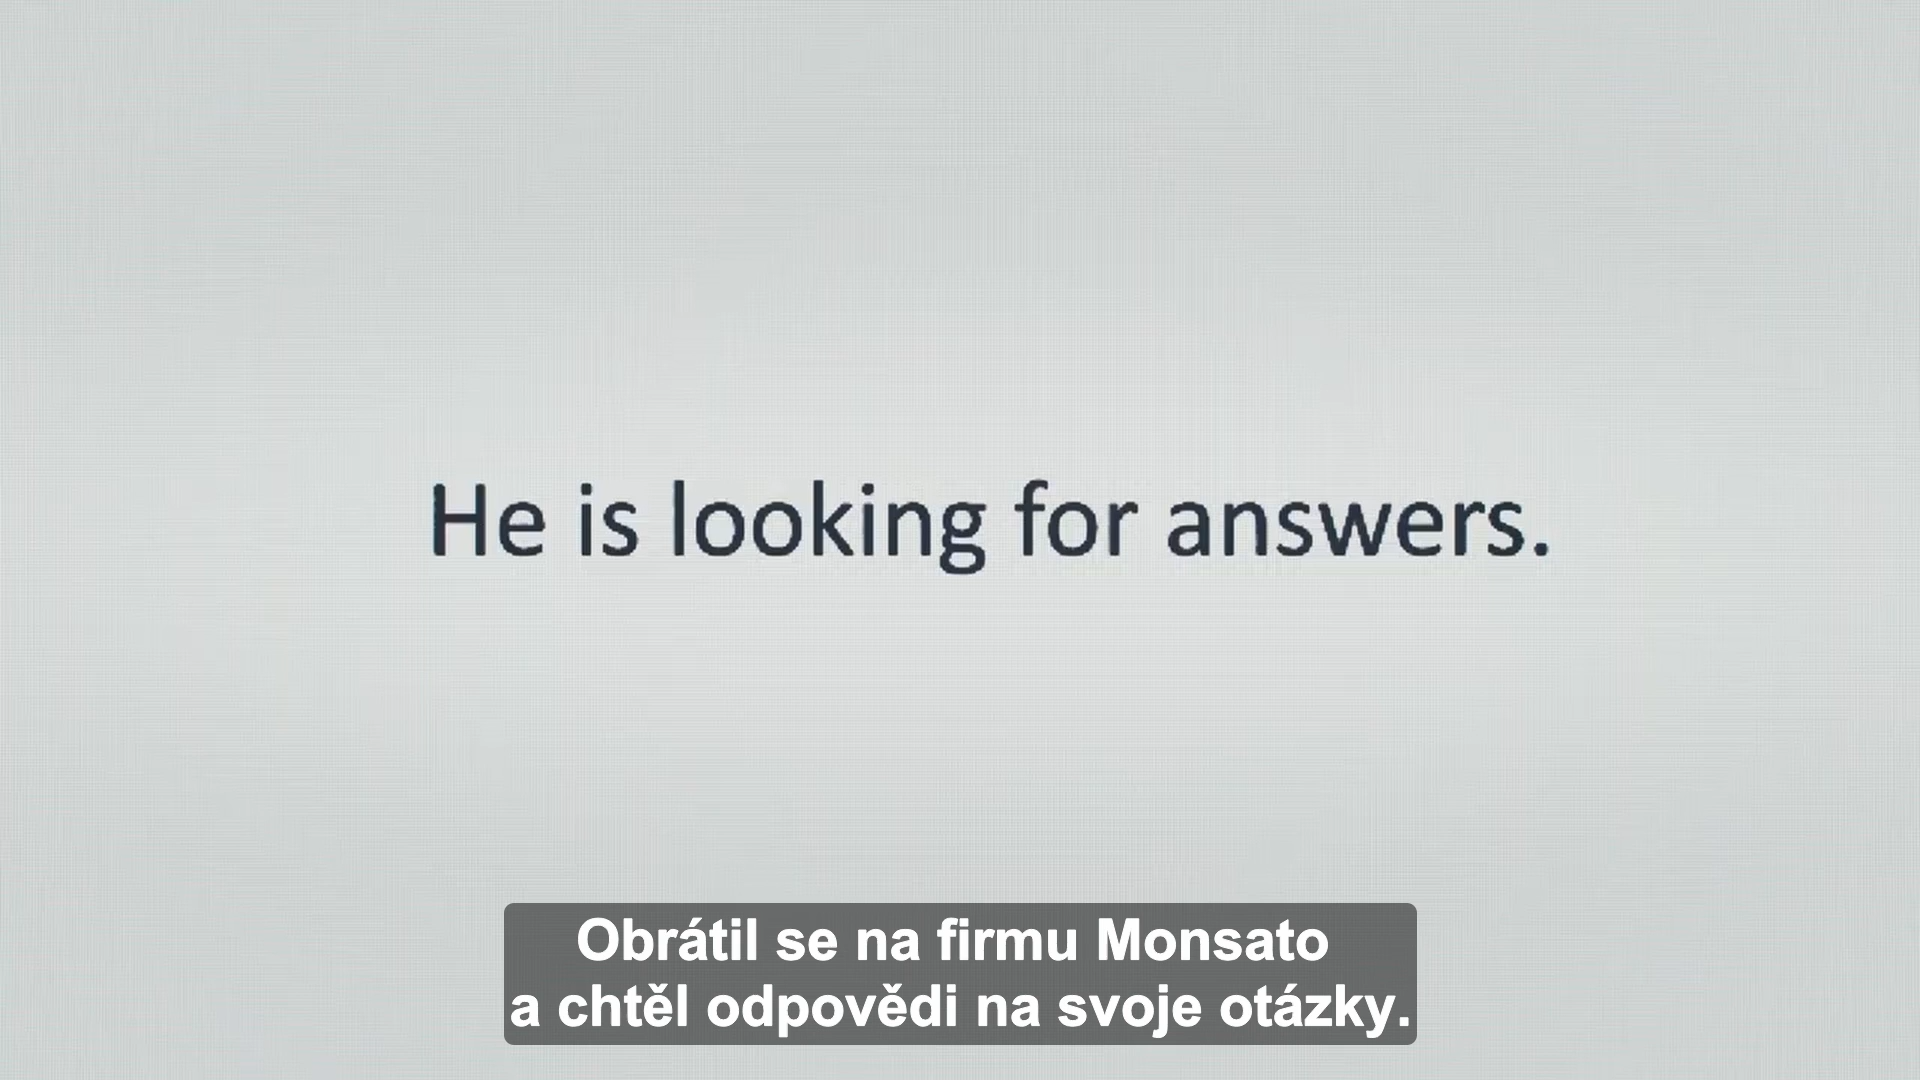 He is looking for answers.
Obrátil se na firmu Monsato
a chtěl odpovědi na svoje otázky.